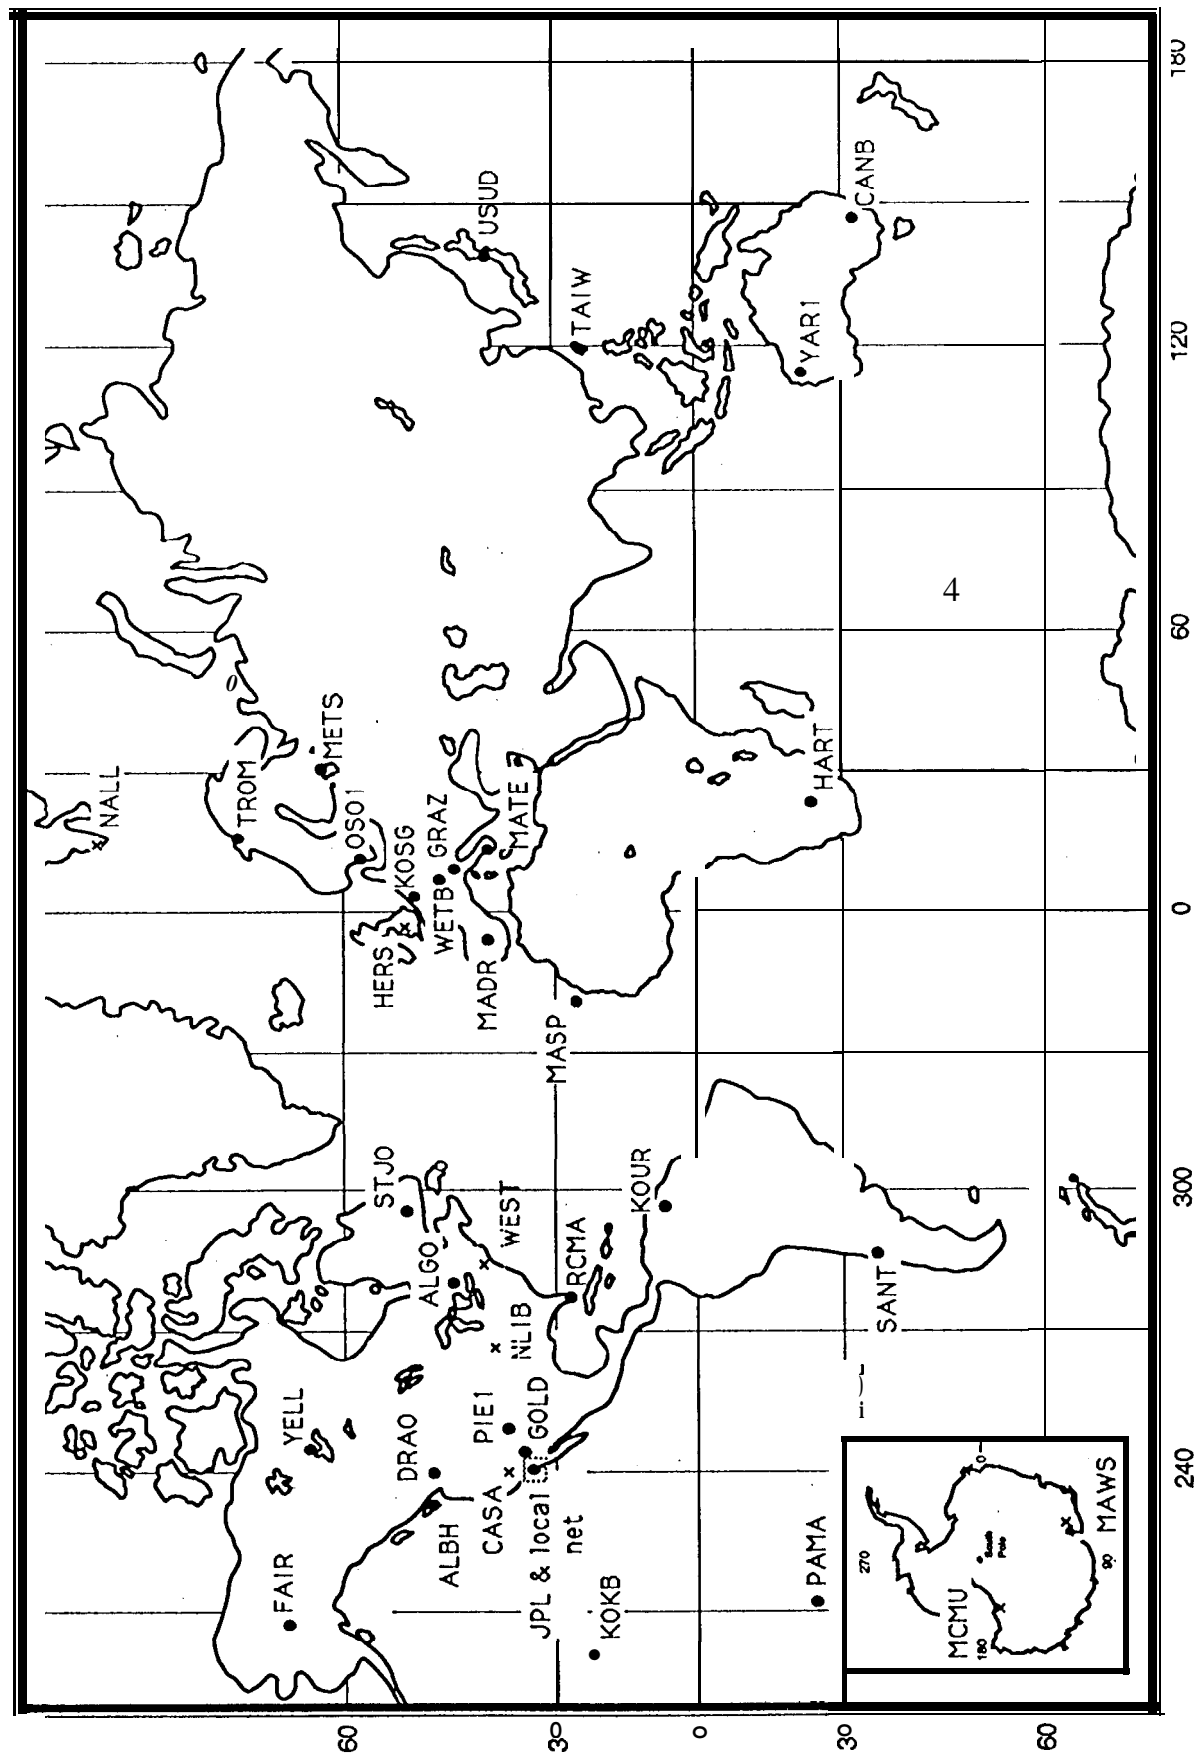 NALL
TROM
METS
OSO1
KOSG
HERS
WETB
GRAZ
MADR
MATE
MASP
USUD
TAIW
YAR1
CANB
HART
4
FAIR
YELL
ALBH
DRAO
CASA
PIE1
GOLD
JPL & local
net
NLIB
ALGO
STJO
WEST
RCMA
KOUR
SANT
KOKB
PAMA
MCMU
MAWS
South
Pole
180
270
90
0
60
30
0
30
60
240
300
0
60
120
180